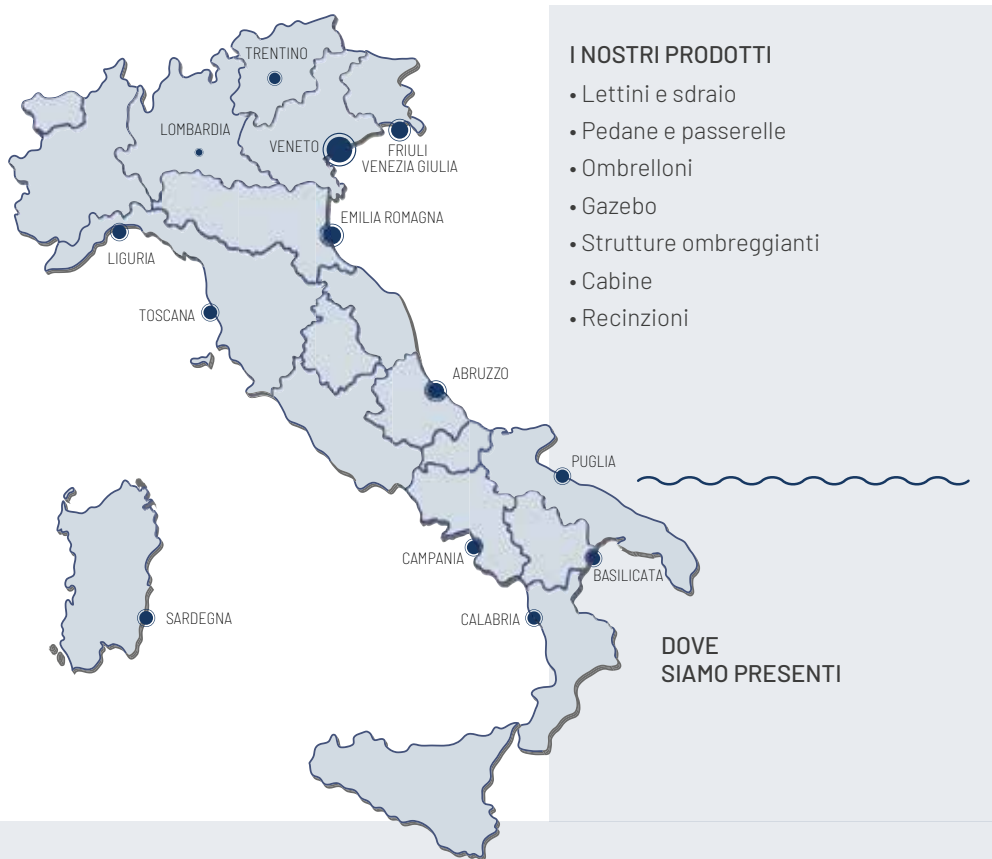 TRENTINO
LOMBARDIA
VENETO
FRIULI
VENEZIA GIULIA
EMILIA ROMAGNA
LIGURIA
TOSCANA
ABRUZZO
PUGLIA
CAMPANIA
BASILICATA
SARDEGNA
CALABRIA
I NOSTRI PRODOTTI
• Lettini e sdraio
• Pedane e passerelle
• Ombrelloni
• Gazebo
• Strutture ombreggianti
• Cabine
• Recinzioni
DOVE
SIAMO PRESENTI